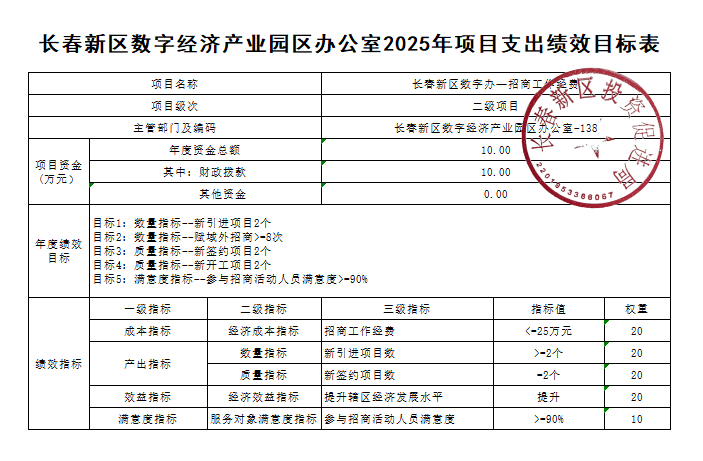 长春新区数字经济产业园区办公室2025年项目支出绩效目标表
项目名称 长春新区数字办—招商工作经费
项目级次 二级项目
主管部门及编码 长春新区数字经济产业园区办公室-138
项目资金(万元) 年度资金总额 10.00
其中：财政拨款 10.00
其他资金 0.00
年度绩效目标
目标1：数量指标--新引进项目2个
目标2：数量指标--赋域外招商>=8次
目标3：质量指标--新签约项目2个
目标4：质量指标--新开工项目2个
目标5：满意度指标--参与招商活动人员满意度>=90%
绩效指标
一级指标 二级指标 三级指标 指标值 权重
成本指标 经济成本指标 招商工作经费 <=25万元 20
产出指标 数量指标 新引进项目数 >=2个 20
质量指标 新签约项目数 =2个 20
效益指标 经济效益指标 提升辖区经济发展水平 提升 20
满意度指标 服务对象满意度指标 参与招商活动人员满意度 >=90% 10
长春新区投资促进局
2201953366067